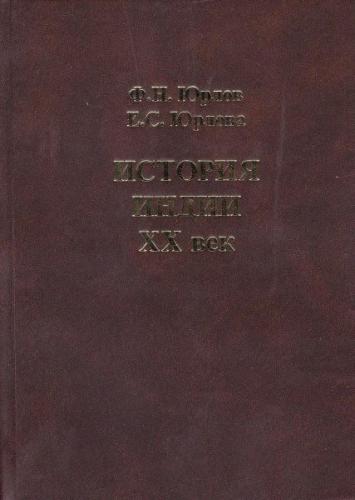 Ф.Н. Юрлов
Е.С. Юрлова
ИСТОРИЯ
ИНДИИ
XX век